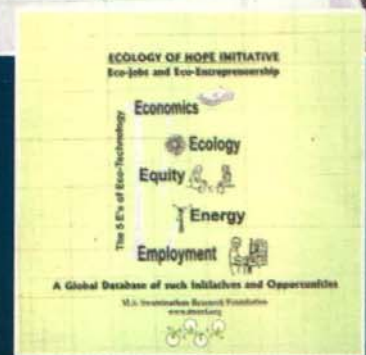 ECOLOGY OF HOPE INITIATIVE
Eco-Jobs and Eco-Entrepreneurship
The 5 E's of Eco-Technology
Economics
Ecology
Equity
Energy
Employment
A Global Database of such Initiatives and Opportunities
M.S. Swaminathan Research Foundation